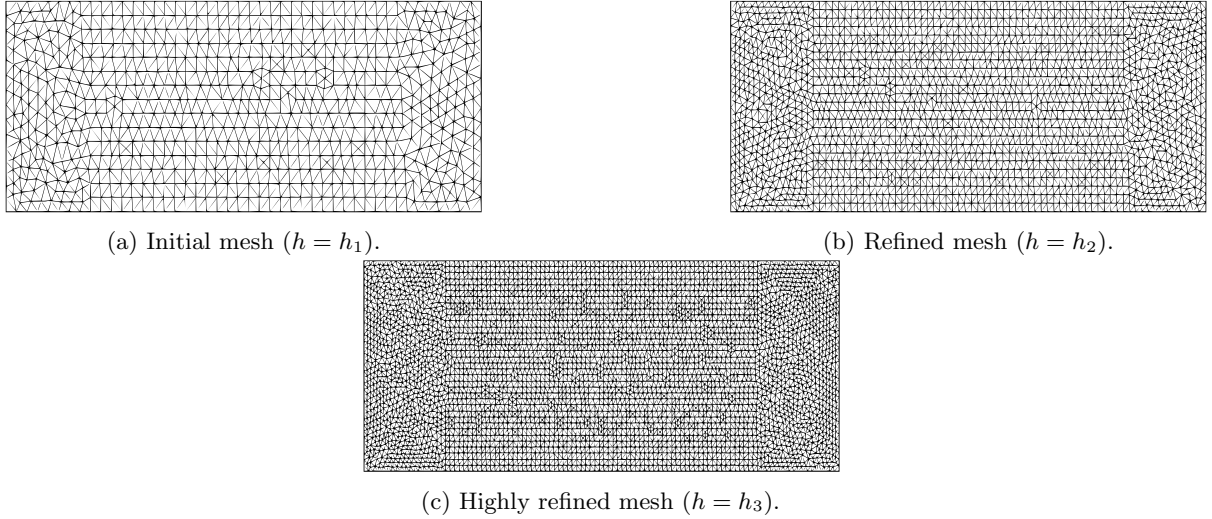 (a) Initial mesh (h = h₁).
(b) Refined mesh (h = h₂).
(c) Highly refined mesh (h = h₃).